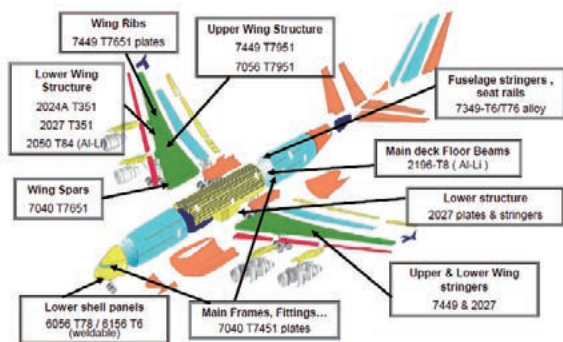 Wing Ribs
7449 T7651 plates
Upper Wing Structure
7449 T7951
7056 T7951
Lower Wing
Structure
2024A T351
2027 T351
2050 T84 (Al-Li)
Fuselage stringers ,
seat rails
7349-T6/T76 alloy
Main deck Floor Beams
2196-T8 ( Al-Li )
Wing Spars
7040 T7651
Lower structure
2027 plates & stringers
Upper & Lower Wing
stringers
7449 & 2027
Lower shell panels
6056 T78 / 6156 T6
(weldable)
Main Frames, Fittings...
7040 T7451 plates